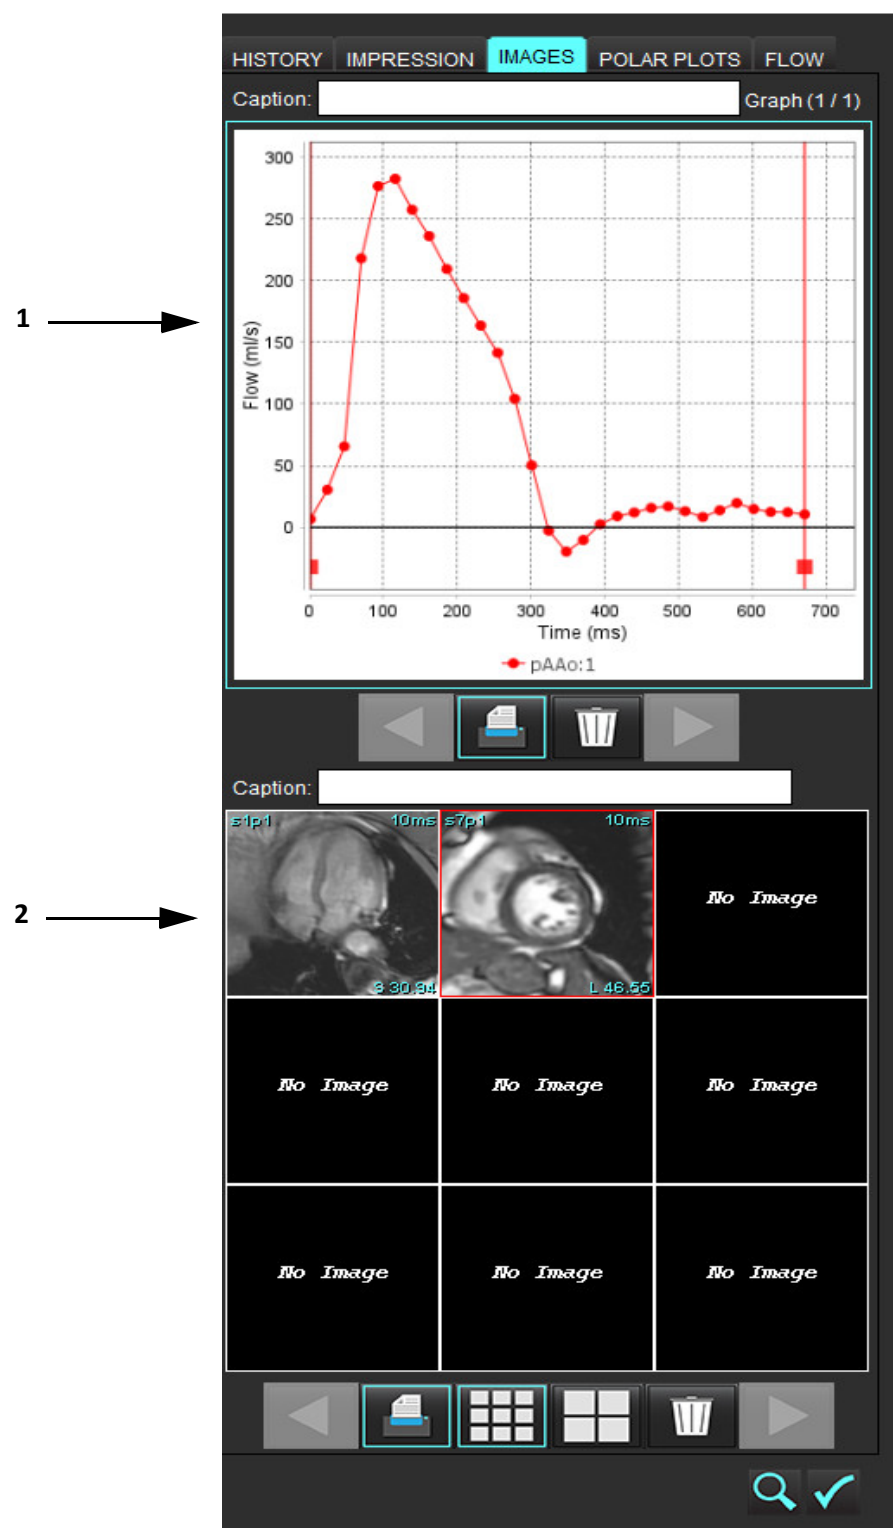 HISTORY IMPRESSION IMAGES POLAR PLOTS FLOW
Caption: Graph (1 / 1)
300
250
200
1
150
100
50
0
Flow (ml/s)
0 100 200 300 400 500 600 700
Time (ms)
pAAo:1
Caption:
s1p1 10ms s7p1 10ms
No Image
2
S 30.94 L 46.55
No Image No Image No Image
No Image No Image No Image